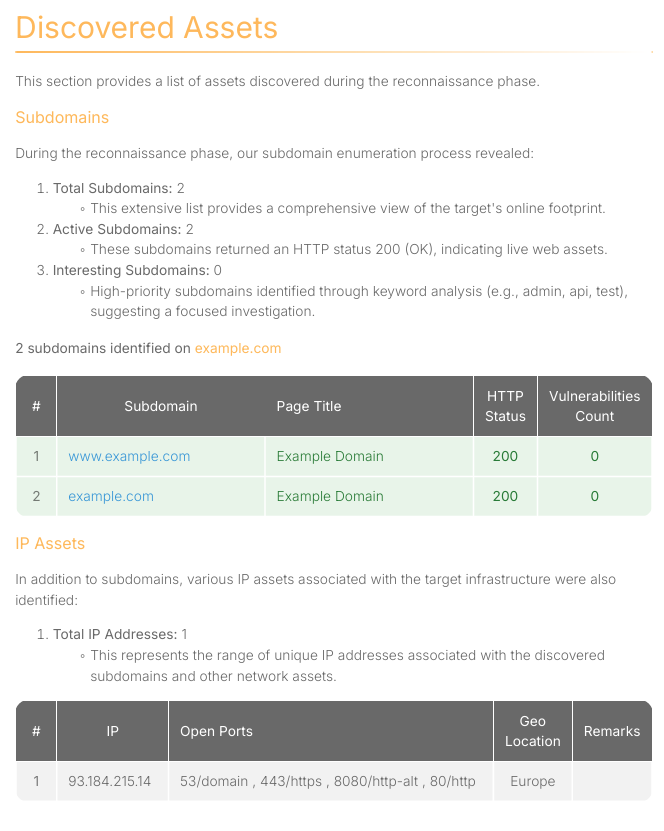 Discovered Assets
This section provides a list of assets discovered during the reconnaissance phase.
Subdomains
During the reconnaissance phase, our subdomain enumeration process revealed:
1. Total Subdomains: 2
◦ This extensive list provides a comprehensive view of the target's online footprint.
2. Active Subdomains: 2
◦ These subdomains returned an HTTP status 200 (OK), indicating live web assets.
3. Interesting Subdomains: 0
◦ High-priority subdomains identified through keyword analysis (e.g., admin, api, test),
suggesting a focused investigation.
2 subdomains identified on example.com
# Subdomain Page Title HTTP Status Vulnerabilities Count
1 www.example.com Example Domain 200 0
2 example.com Example Domain 200 0
IP Assets
In addition to subdomains, various IP assets associated with the target infrastructure were also
identified:
1. Total IP Addresses: 1
◦ This represents the range of unique IP addresses associated with the discovered
subdomains and other network assets.
# IP Open Ports Geo Location Remarks
1 93.184.215.14 53/domain , 443/https , 8080/http-alt , 80/http Europe